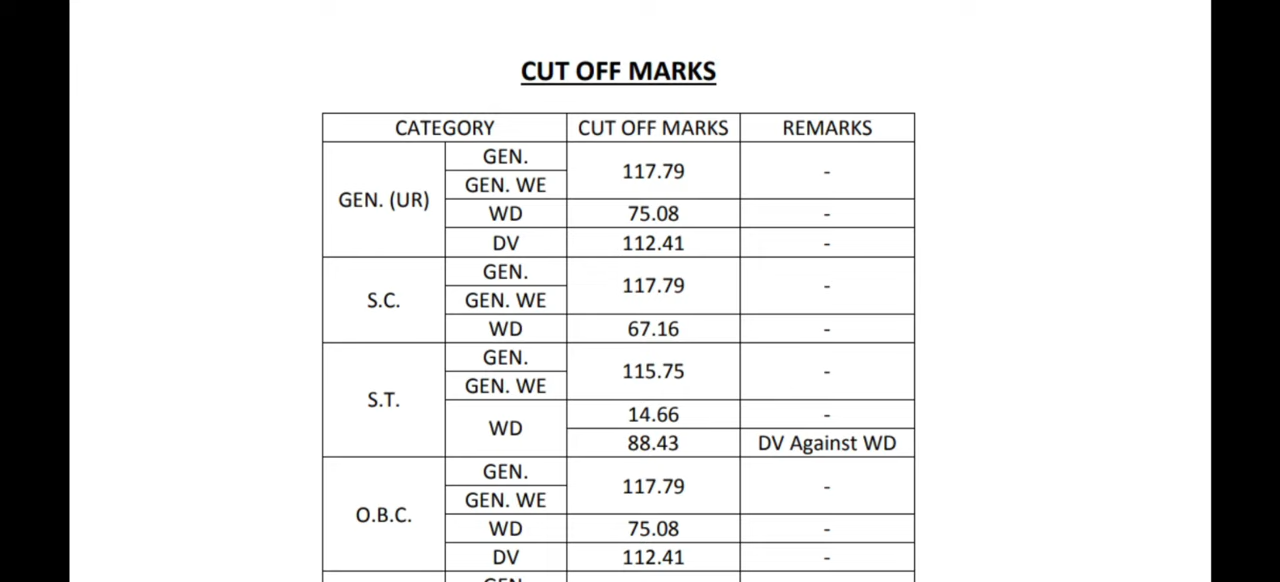 CUT OFF MARKS
CATEGORY CUT OFF MARKS REMARKS
GEN. (UR) GEN. 117.79 -
GEN. WE
WD 75.08 -
DV 112.41 -
S.C. GEN. 117.79 -
GEN. WE
WD 67.16 -
S.T. GEN. 115.75 -
GEN. WE
WD 14.66 -
88.43 DV Against WD
O.B.C. GEN. 117.79 -
GEN. WE
WD 75.08 -
DV 112.41 -